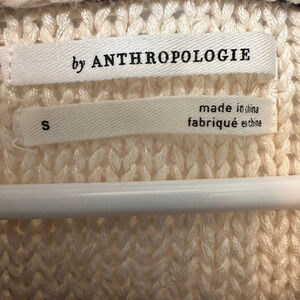 by ANTHROPOLOGIE
S
made in china
fabriqué en chine